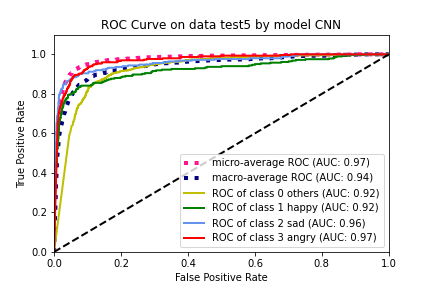 ROC Curve on data test5 by model CNN
True Positive Rate
1.0
0.8
0.6
0.4
0.2
0.0
micro-average ROC (AUC: 0.97)
macro-average ROC (AUC: 0.94)
ROC of class 0 others (AUC: 0.92)
ROC of class 1 happy (AUC: 0.92)
ROC of class 2 sad (AUC: 0.96)
ROC of class 3 angry (AUC: 0.97)
0.0 0.2 0.4 0.6 0.8 1.0
False Positive Rate